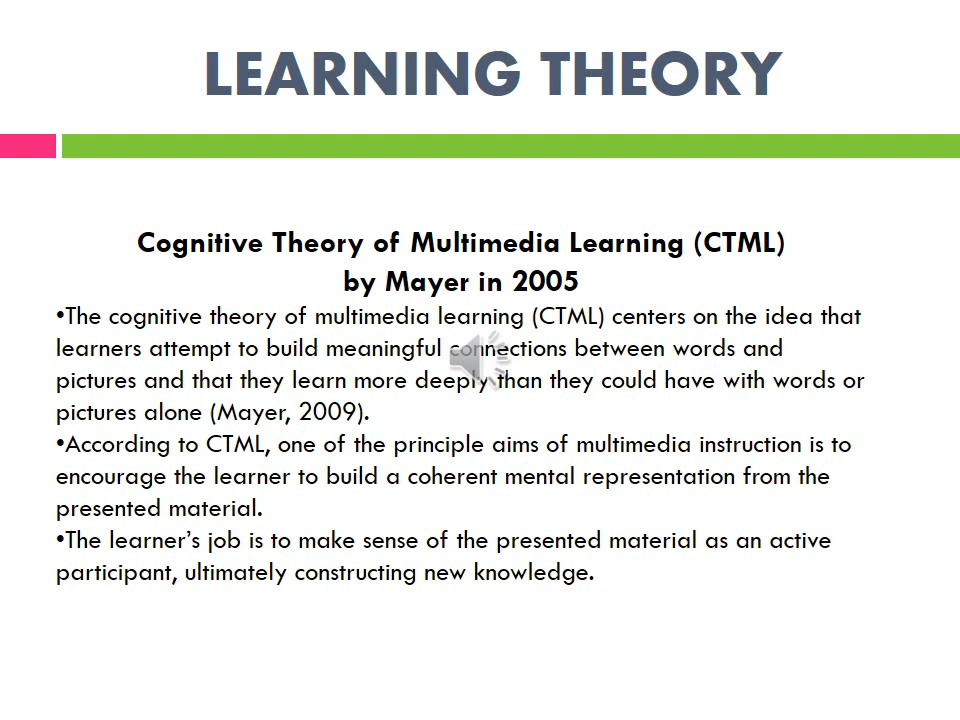 LEARNING THEORY
Cognitive Theory of Multimedia Learning (CTML)
by Mayer in 2005
•The cognitive theory of multimedia learning (CTML) centers on the idea that
learners attempt to build meaningful connections between words and
pictures and that they learn more deeply than they could have with words or
pictures alone (Mayer, 2009).
•According to CTML, one of the principle aims of multimedia instruction is to
encourage the learner to build a coherent mental representation from the
presented material.
•The learner’s job is to make sense of the presented material as an active
participant, ultimately constructing new knowledge.